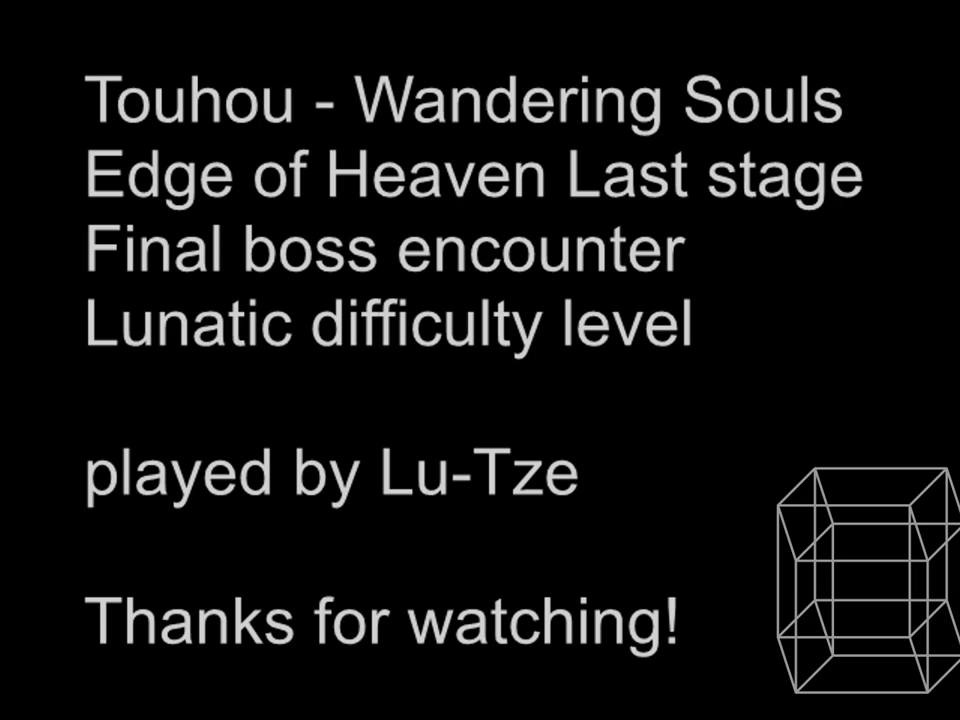 Touhou - Wandering Souls
Edge of Heaven Last stage
Final boss encounter
Lunatic difficulty level
played by Lu-Tze
Thanks for watching!